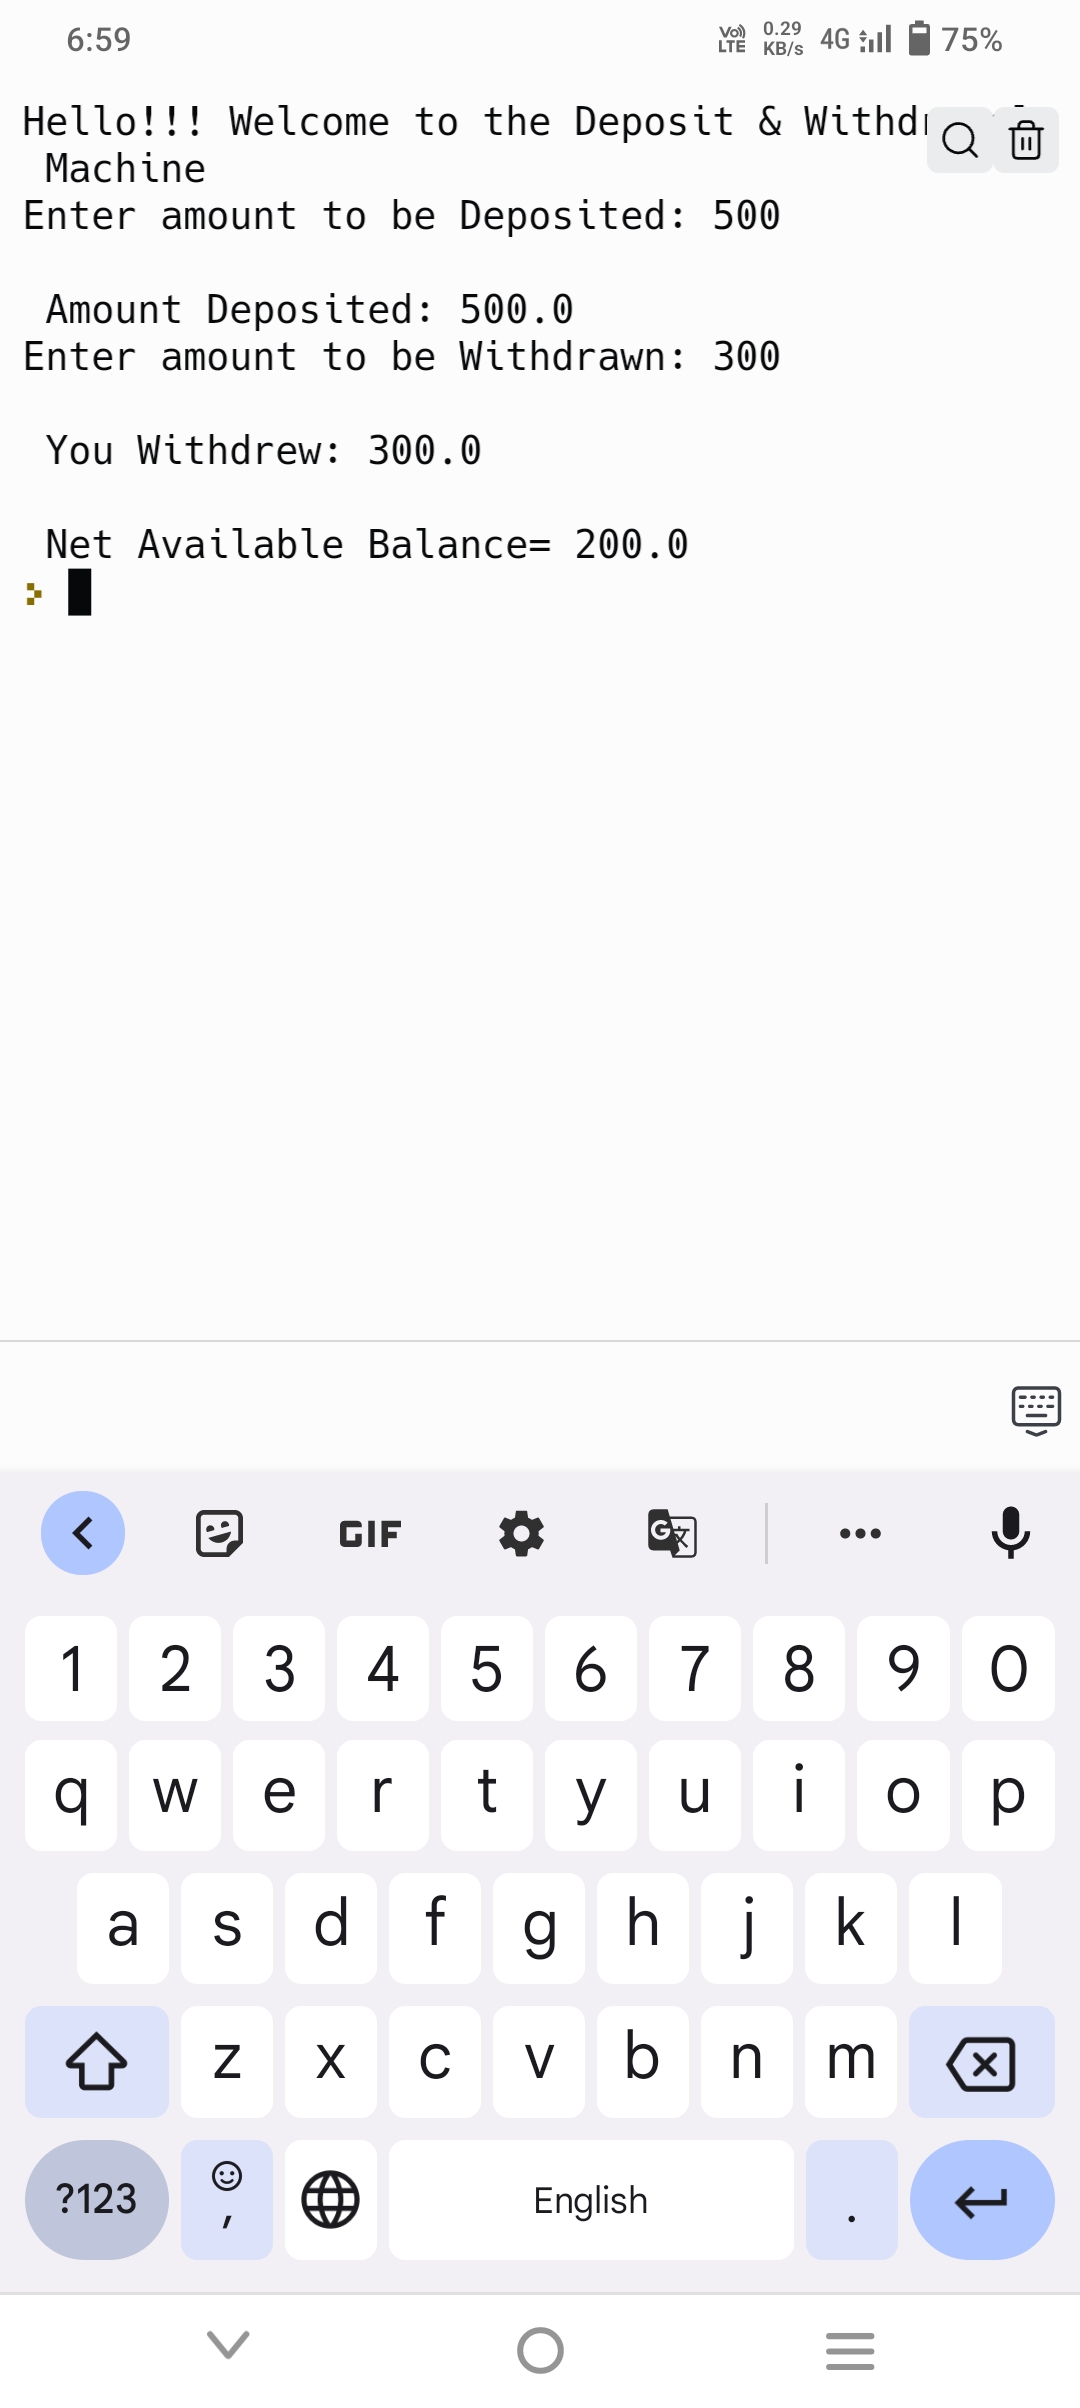 6:59 Vo)) LTE 0.29 KB/s 4G 75%
Hello!!! Welcome to the Deposit &
Machine
Enter amount to be Deposited: 500
Amount Deposited: 500.0
Enter amount to be Withdrawn: 300
You Withdrew: 300.0
Net Available Balance= 200.0
>
GIF G 文
1 2 3 4 5 6 7 8 9 0
q w e r t y u i o p
a s d f g h j k l
z x c v b n m
?123 , English .